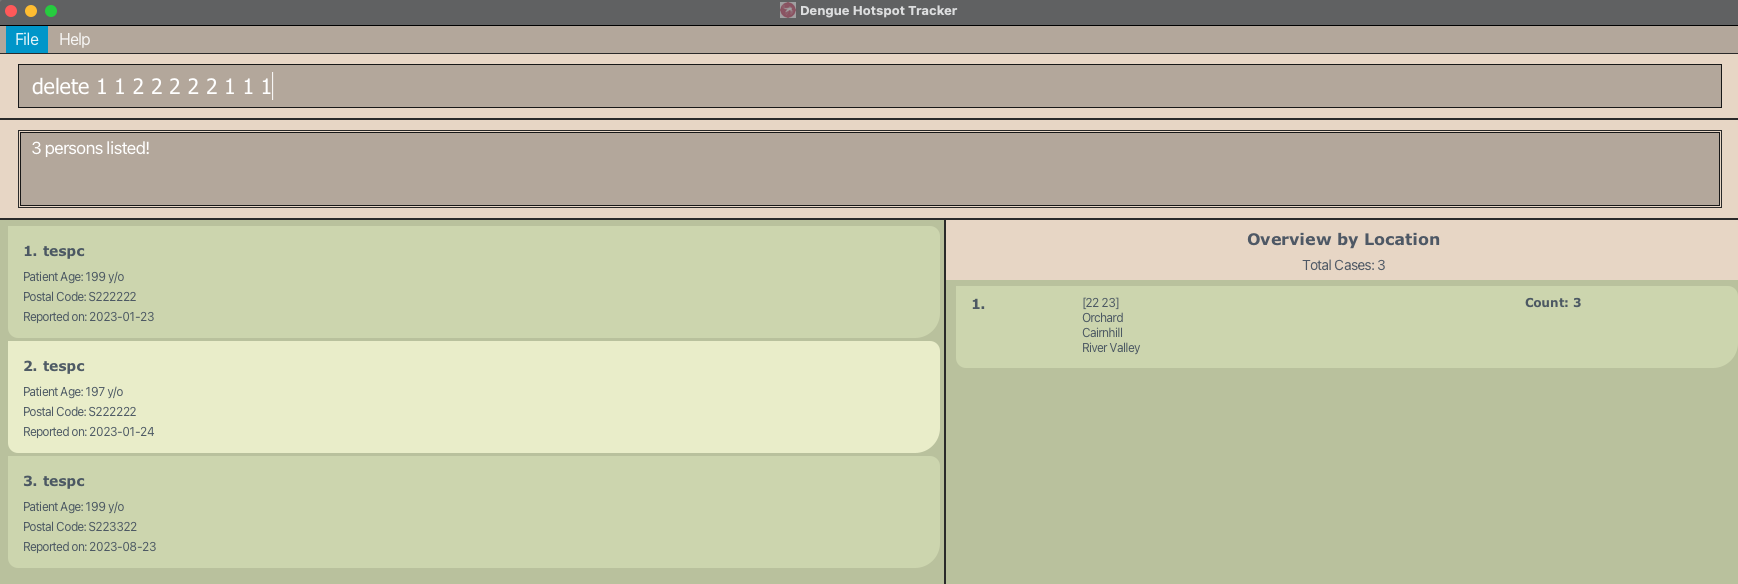 Dengue Hotspot Tracker
File Help
delete 1 1 2 2 2 2 2 1 1 1
3 persons listed!
1. tespc
Patient Age: 199 y/o
Postal Code: S222222
Reported on: 2023-01-23
2. tespc
Patient Age: 197 y/o
Postal Code: S222222
Reported on: 2023-01-24
3. tespc
Patient Age: 199 y/o
Postal Code: S223322
Reported on: 2023-08-23
Overview by Location
Total Cases: 3
1. [22 23] Count: 3
Orchard
Cairnhill
River Valley